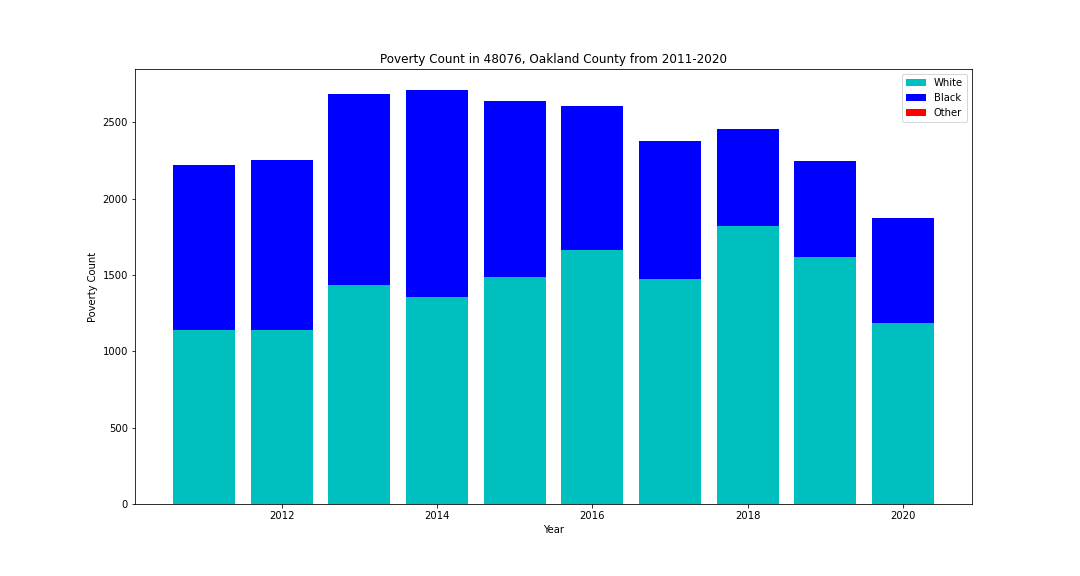 Poverty Count in 48076, Oakland County from 2011-2020
White
Black
Other
2500
2000
1500
1000
500
0
Poverty Count
2012
2014
2016
2018
2020
Year